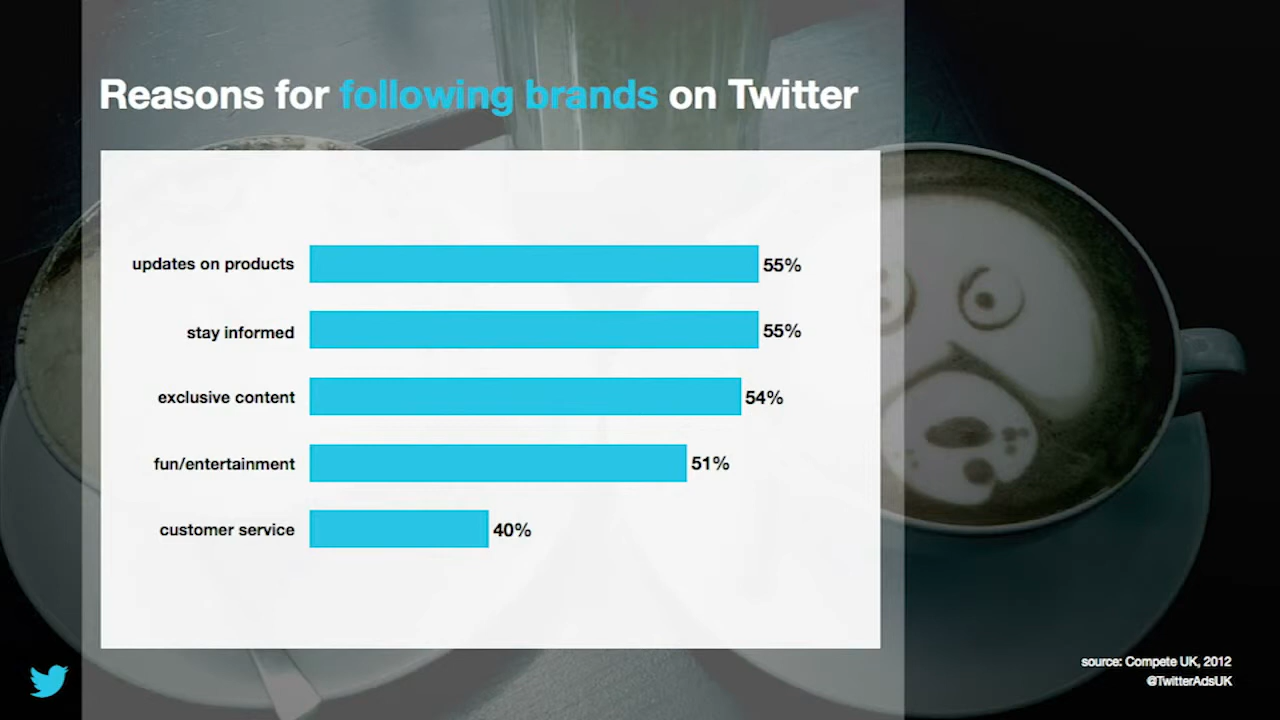 Reasons for following brands on Twitter
updates on products 55%
stay informed 55%
exclusive content 54%
fun/entertainment 51%
customer service 40%
source: Compete UK, 2012
@TwitterAdsUK